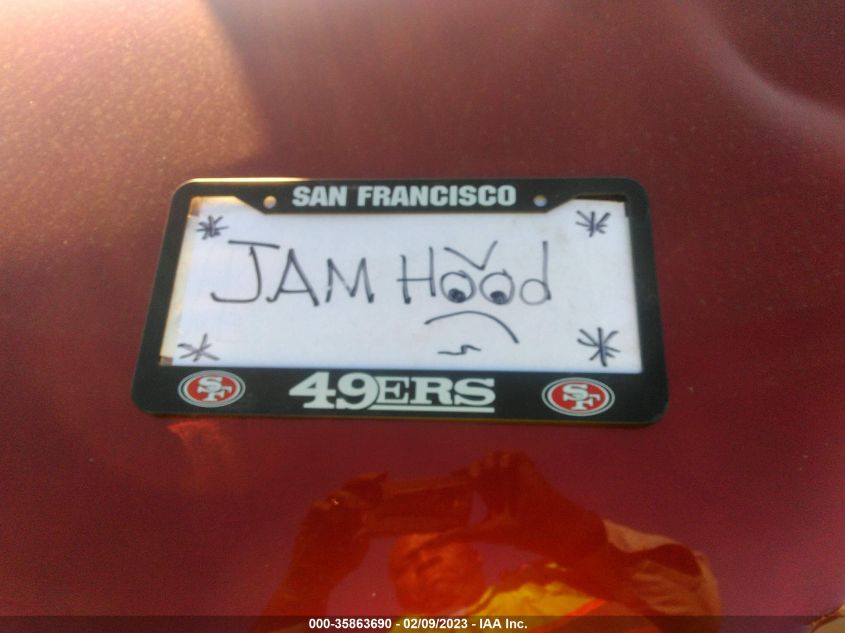 SAN FRANCISCO
JAM Hood
49ERS
SF SF
000-35863690 - 02/09/2023 - IAA Inc.